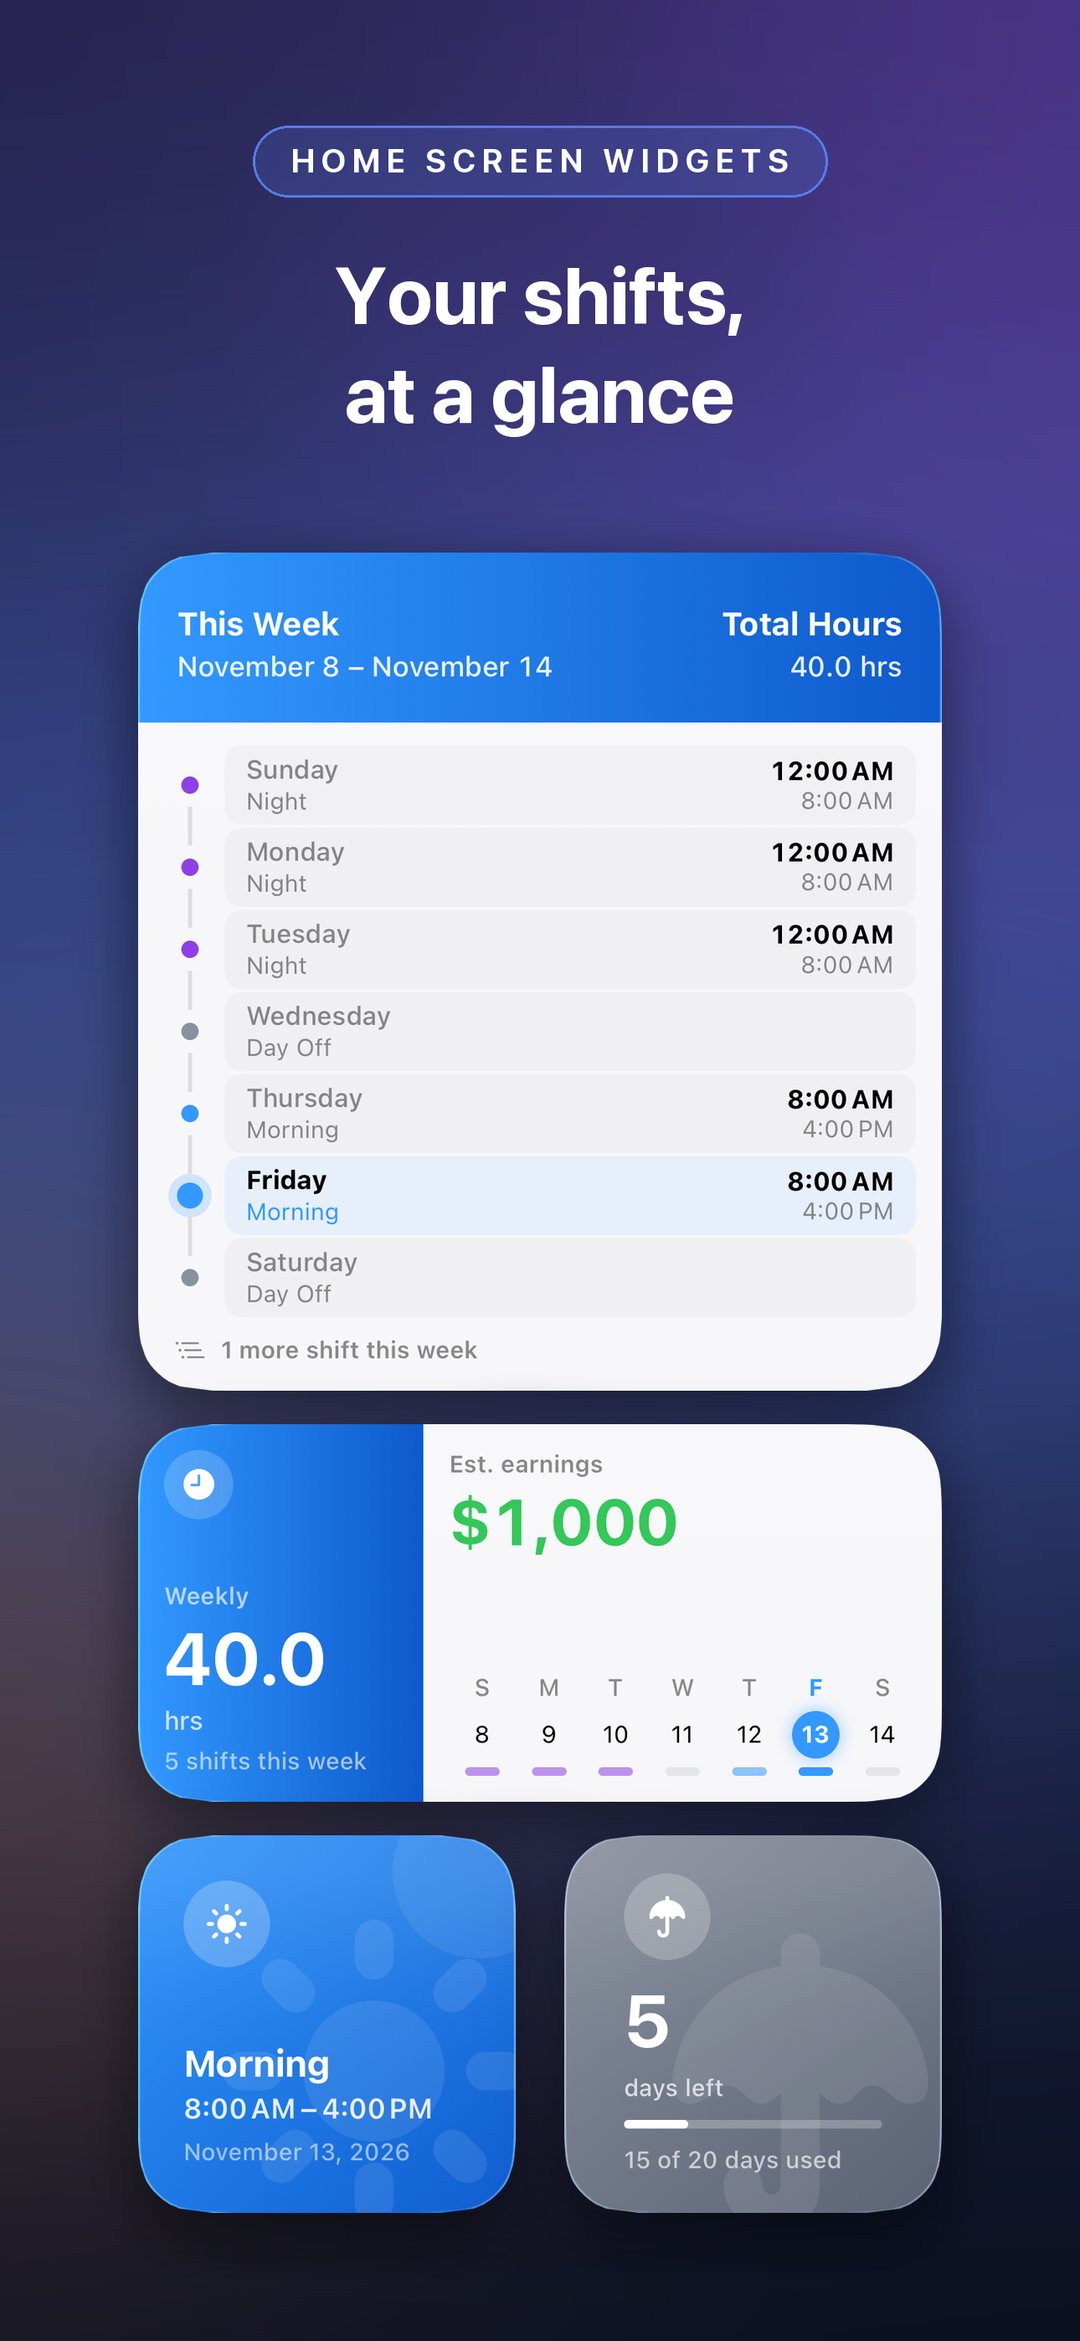 HOME SCREEN WIDGETS
Your shifts,
at a glance
This Week
Total Hours
November 8 – November 14
40.0 hrs
Sunday
12:00 AM
Night
8:00 AM
Monday
12:00 AM
Night
8:00 AM
Tuesday
12:00 AM
Night
8:00 AM
Wednesday
Day Off
Thursday
8:00 AM
Morning
4:00 PM
Friday
8:00 AM
Morning
4:00 PM
Saturday
Day Off
1 more shift this week
Weekly
40.0
hrs
5 shifts this week
Est. earnings
$1,000
S M T W T F S
8 9 10 11 12 13 14
Morning
8:00 AM – 4:00 PM
November 13, 2026
5
days left
15 of 20 days used